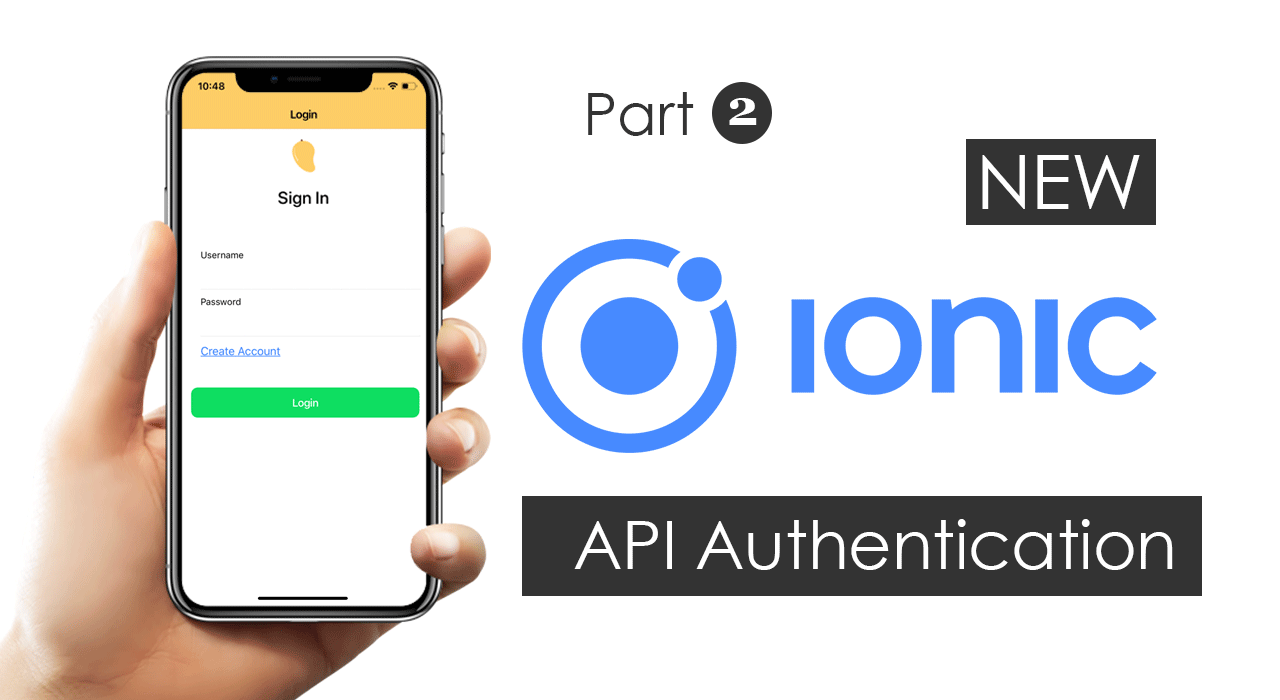 10:48
Login
Sign In
Username
Password
Create Account
Login
Part 2
NEW
IONIC
API Authentication